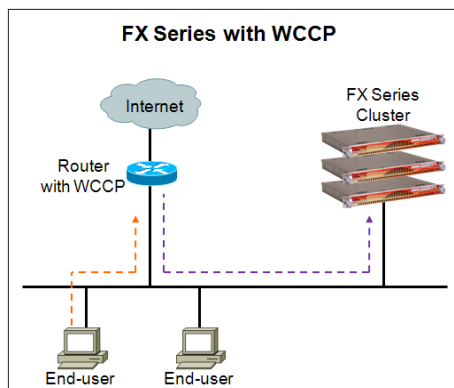 FX Series with WCCP
Internet
FX Series
Cluster
Router
with WCCP
End-user
End-user